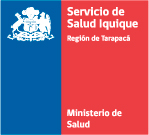 Servicio de
Salud Iquique
Región de Tarapacá
Ministerio de
Salud